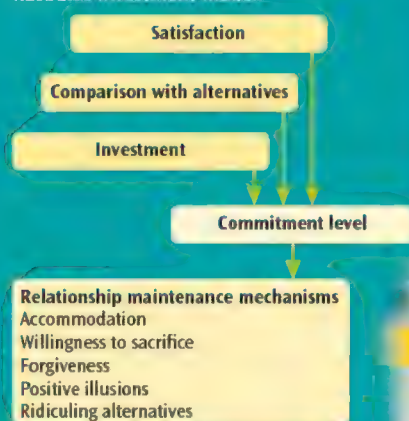 Satisfaction
Comparison with alternatives
Investment
Commitment level
Relationship maintenance mechanisms
Accommodation
Willingness to sacrifice
Forgiveness
Positive illusions
Ridiculing alternatives